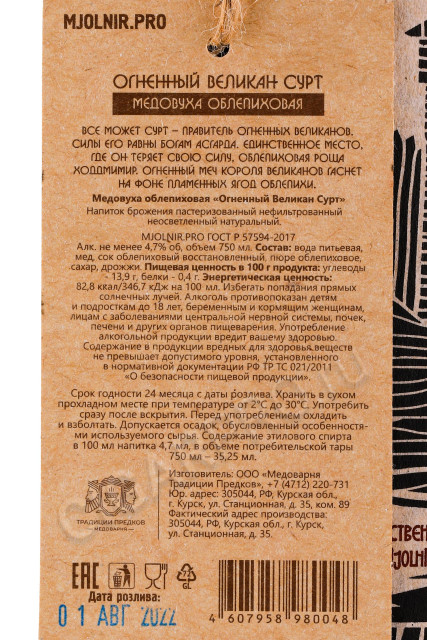 MJOLNIR.PRO
ОГНЕННЫЙ ВЕЛИКАН СУРТ
МЕДОВУХА ОБЛЕПИХОВАЯ
ВСЕ МОЖЕТ СУРТ – ПРАВИТЕЛЬ ОГНЕННЫХ ВЕЛИКАНОВ.
СИЛЫ ЕГО РАВНЫ БОГАМ АСГАРДА. ЕДИНСТВЕННОЕ МЕСТО,
ГДЕ ОН ТЕРЯЕТ СВОЮ СИЛУ, ОБЛЕПИХОВАЯ РОЩА
ХОДДМИМИР. ОГНЕННЫЙ МЕЧ КОРОЛЯ ВЕЛИКАНОВ ГАСНЕТ
НА ФОНЕ ПЛАМЕННЫХ ЯГОД ОБЛЕПИХИ.
Медовуха облепиховая «Огненный Великан Сурт»
Напиток брожения пастеризованный нефильтрованный
неосветленный натуральный.
MJOLNIR.PRO ГОСТ Р 57594-2017
Алк. не менее 4,7% об, объем 750 мл. Состав: вода питьевая,
мед, сок облепиховый восстановленный, пюре облепиховое,
сахар, дрожжи. Пищевая ценность в 100 г продукта: углеводы
- 13,9 г, белки - 0,4 г. Энергетическая ценность:
82,8 ккал/346,7 кДж на 100 мл. Избегать попадания прямых
солнечных лучей. Алкоголь противопоказан детям
и подросткам до 18 лет, беременным и кормящим женщинам,
лицам с заболеваниями центральной нервной системы, почек,
печени и других органов пищеварения. Употребление
алкогольной продукции вредит вашему здоровью.
Содержание в продукции вредных для здоровья,веществ
не превышает допустимого уровня, установленного
в нормативной документации РФ ТР ТС 021/2011
«О безопасности пищевой продукции».
Срок годности 24 месяца с даты розлива. Хранить в сухом
прохладном месте при температуре от 2°С до 30°С. Употребить
сразу после вскрытия. Перед употреблением охладить
и взболтать. Допускается осадок, обусловленный особенностя-
ми используемого сырья. Содержание этилового спирта
в 100 мл напитка 4,7 мл, в объеме потребительской тары
750 мл – 35,25 мл.
Изготовитель: ООО «Медоварня
Традиции Предков» +7 (4712) 220-731
Юр. адрес: 305044, РФ, Курская обл.,
г. Курск, ул. Станционная, д. 35, ком. 89
Фактический адрес производства:
305044, РФ, Курская обл., г. Курск,
ул. Станционная, д. 35.
ТРАДИЦИИ ПРЕДКОВ
МЕДОВАРНЯ
EAC
GL
Дата розлива:
01 АВГ 2022
4 607958 980048
СТВЕН